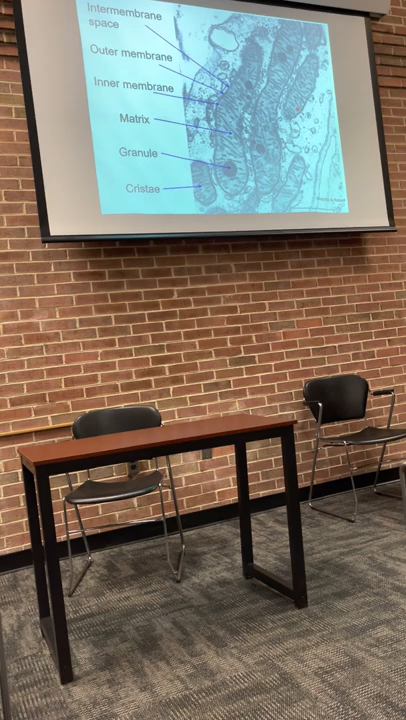 Intermembrane
space
Outer membrane
Inner membrane
Matrix
Granule
Cristae